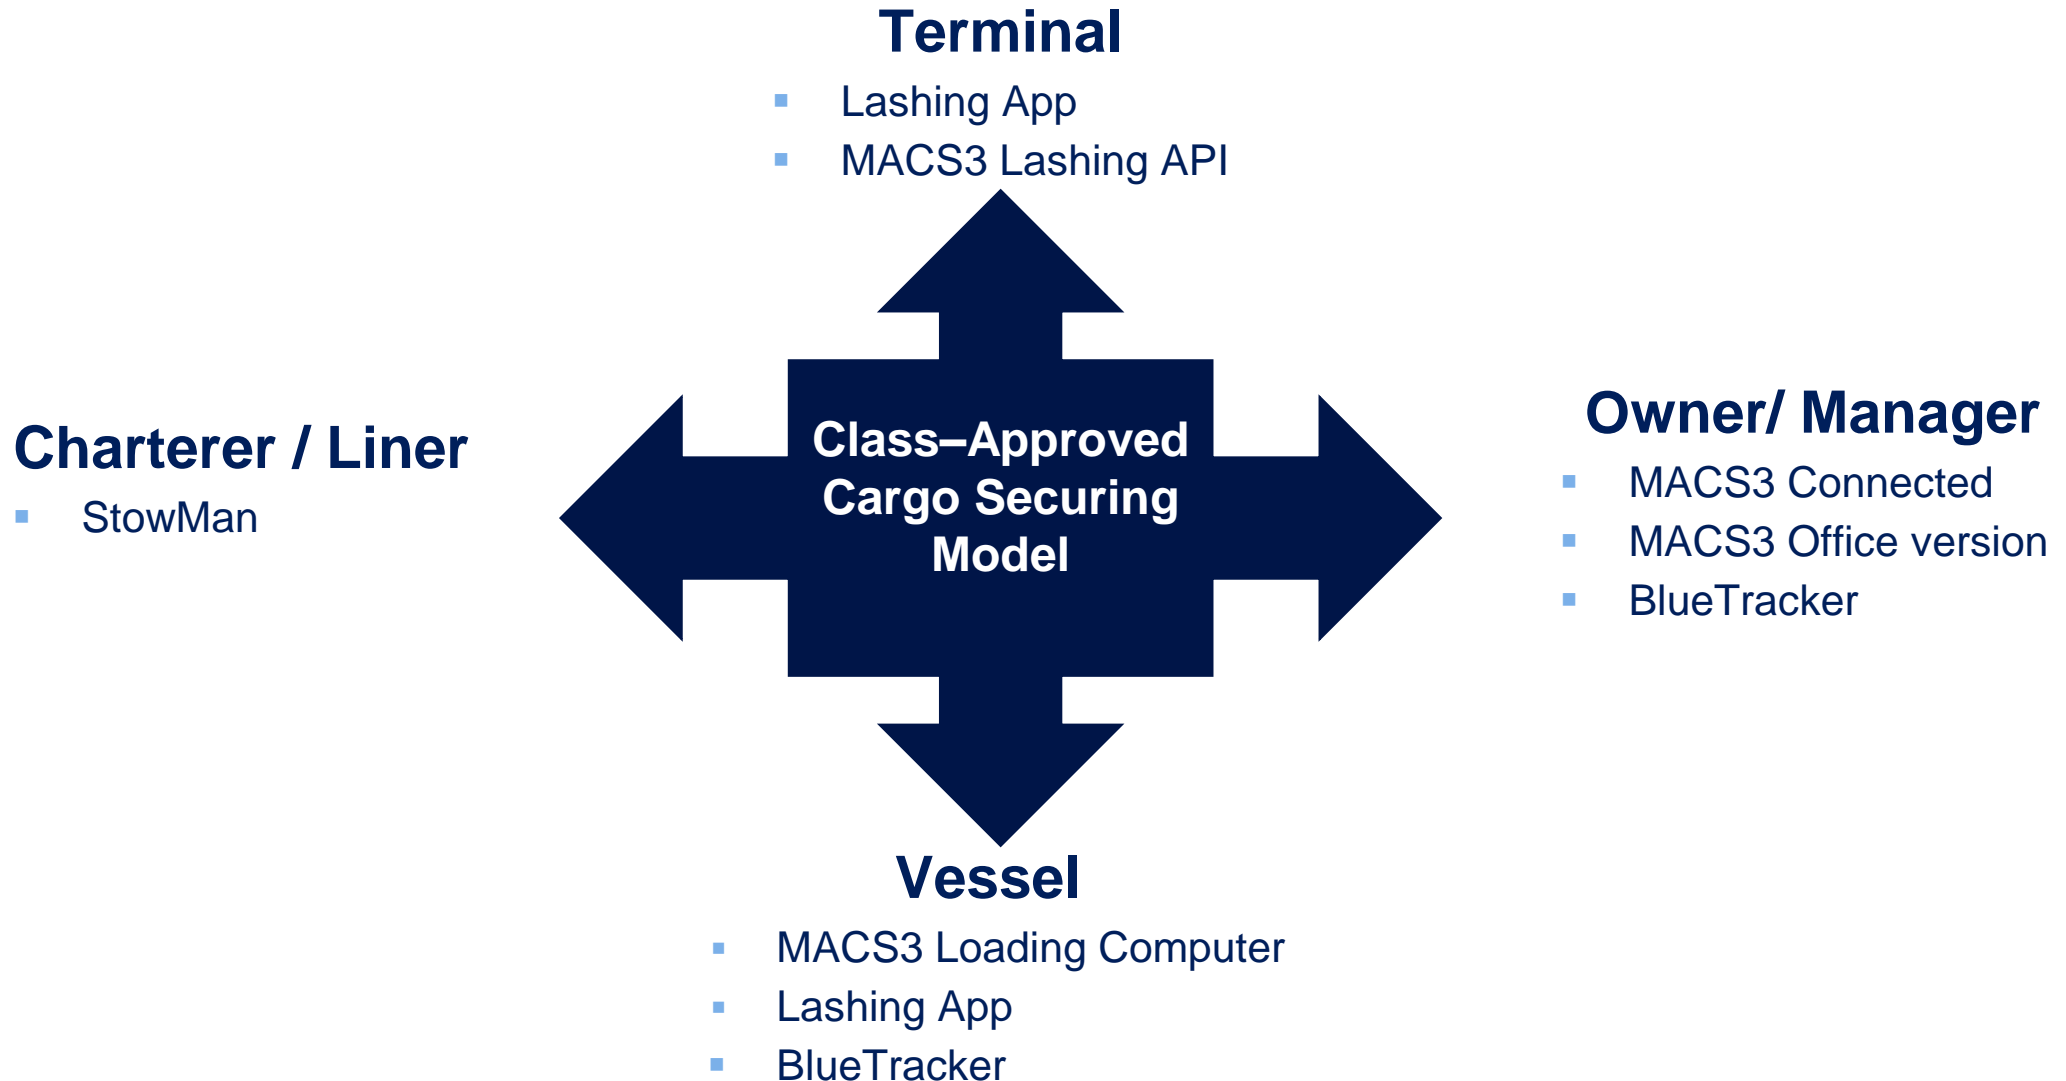 Terminal
▪ Lashing App
▪ MACS3 Lashing API
Charterer / Liner
▪ StowMan
Class–Approved
Cargo Securing
Model
Owner/ Manager
▪ MACS3 Connected
▪ MACS3 Office version
▪ BlueTracker
Vessel
▪ MACS3 Loading Computer
▪ Lashing App
▪ BlueTracker